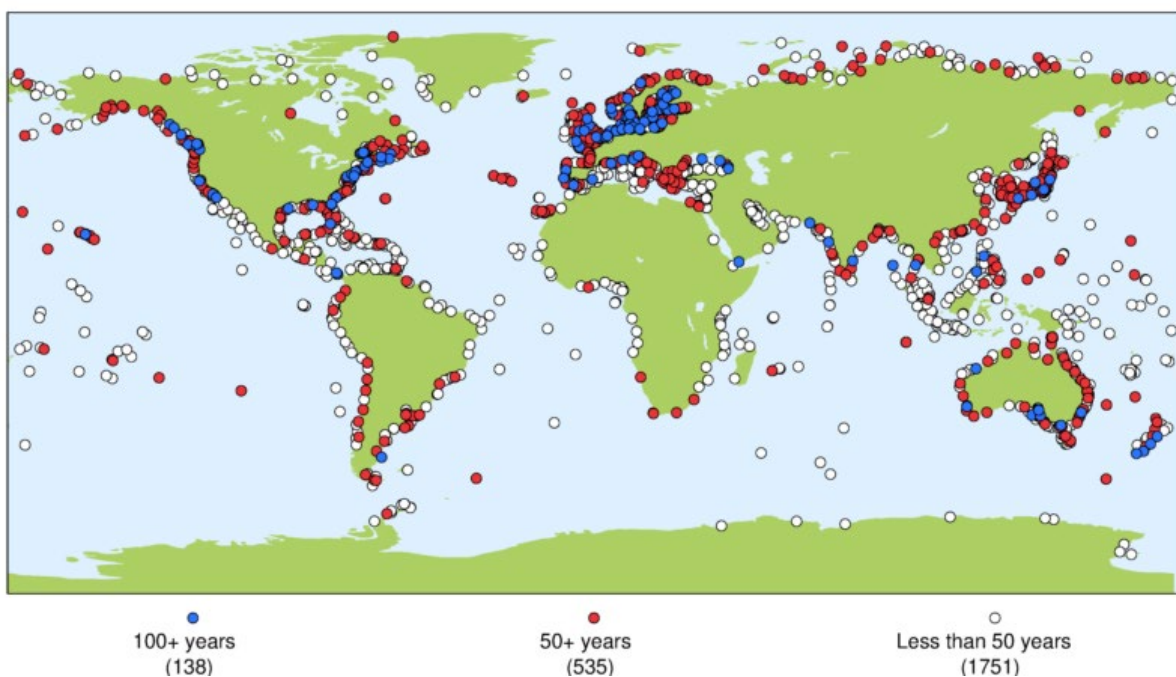 100+ years
(138)
50+ years
(535)
Less than 50 years
(1751)